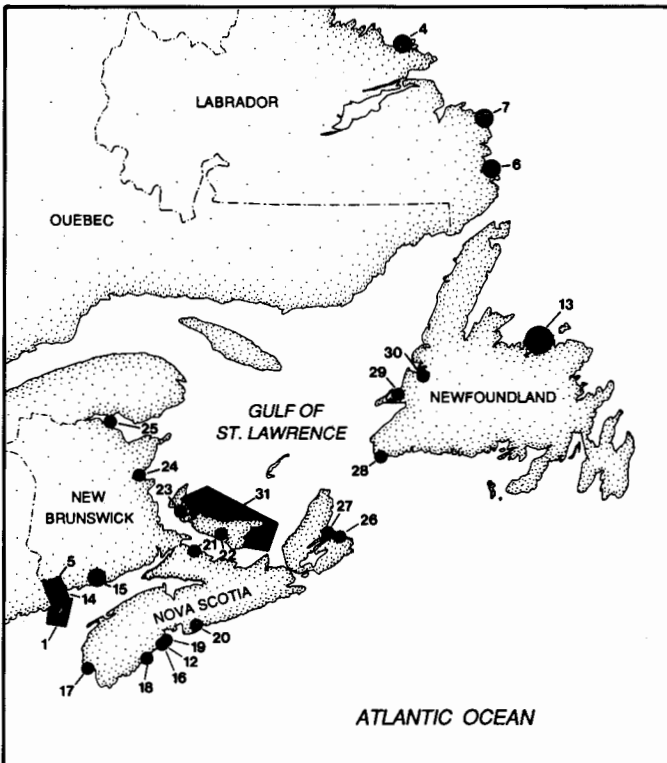 4
LABRADOR
7
6
OUEBEC
13
30
29
NEWFOUNDLAND
GULF OF
ST. LAWRENCE
25
28
24
31
23
NEW
BRUNSWICK
27
26
21
22
5
14
15
NOVA SCOTIA
1
20
19
12
16
17
18
ATLANTIC OCEAN